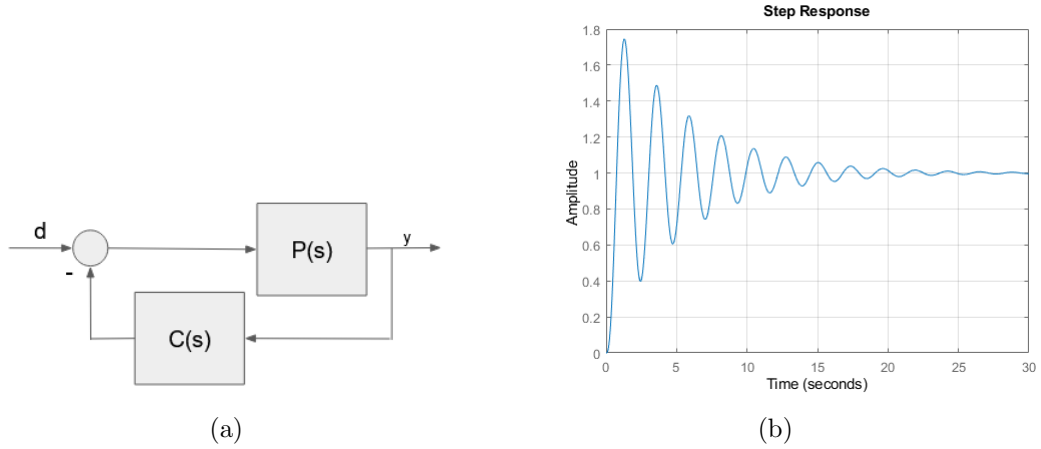 d
-
P(s)
y
C(s)
(a)
Step Response
Amplitude
1.8
1.6
1.4
1.2
1
0.8
0.6
0.4
0.2
0
0 5 10 15 20 25 30
Time (seconds)
(b)